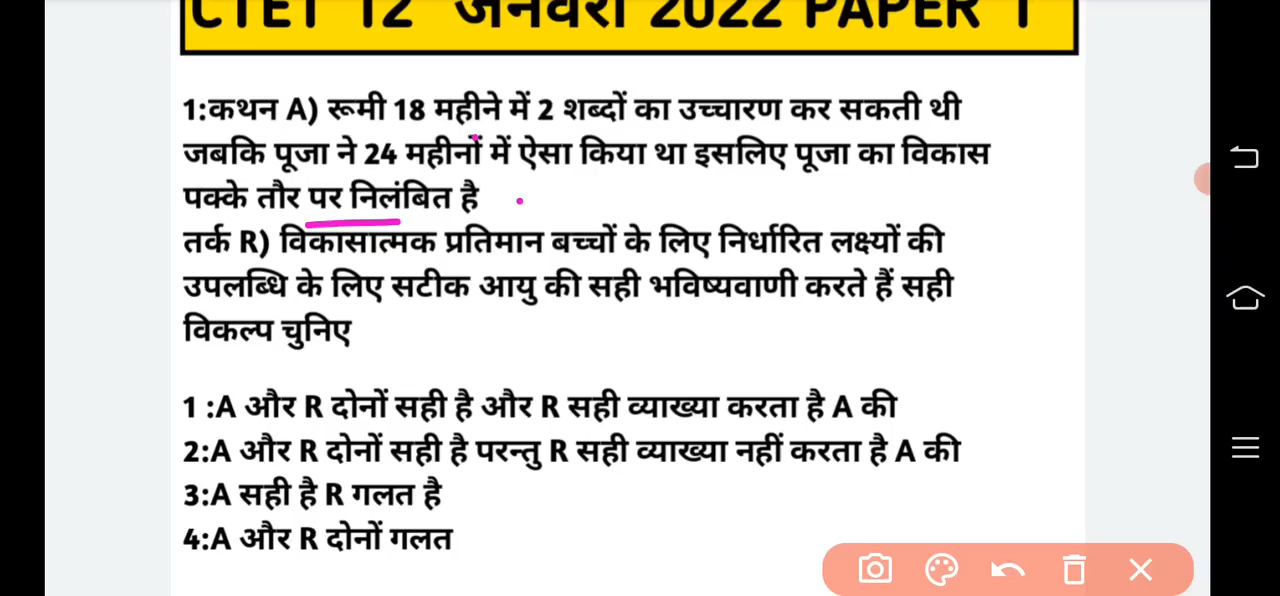 CTET 12 जनवरी 2022 PAPER 1
1:कथन A) रूमी 18 महीने में 2 शब्दों का उच्चारण कर सकती थी
जबकि पूजा ने 24 महीनों में ऐसा किया था इसलिए पूजा का विकास
पक्के तौर पर निलंबित है
तर्क R) विकासात्मक प्रतिमान बच्चों के लिए निर्धारित लक्ष्यों की
उपलब्धि के लिए सटीक आयु की सही भविष्यवाणी करते हैं सही
विकल्प चुनिए
1 :A और R दोनों सही है और R सही व्याख्या करता है A की
2:A और R दोनों सही है परन्तु R सही व्याख्या नहीं करता है A की
3:A सही है R गलत है
4:A और R दोनों गलत